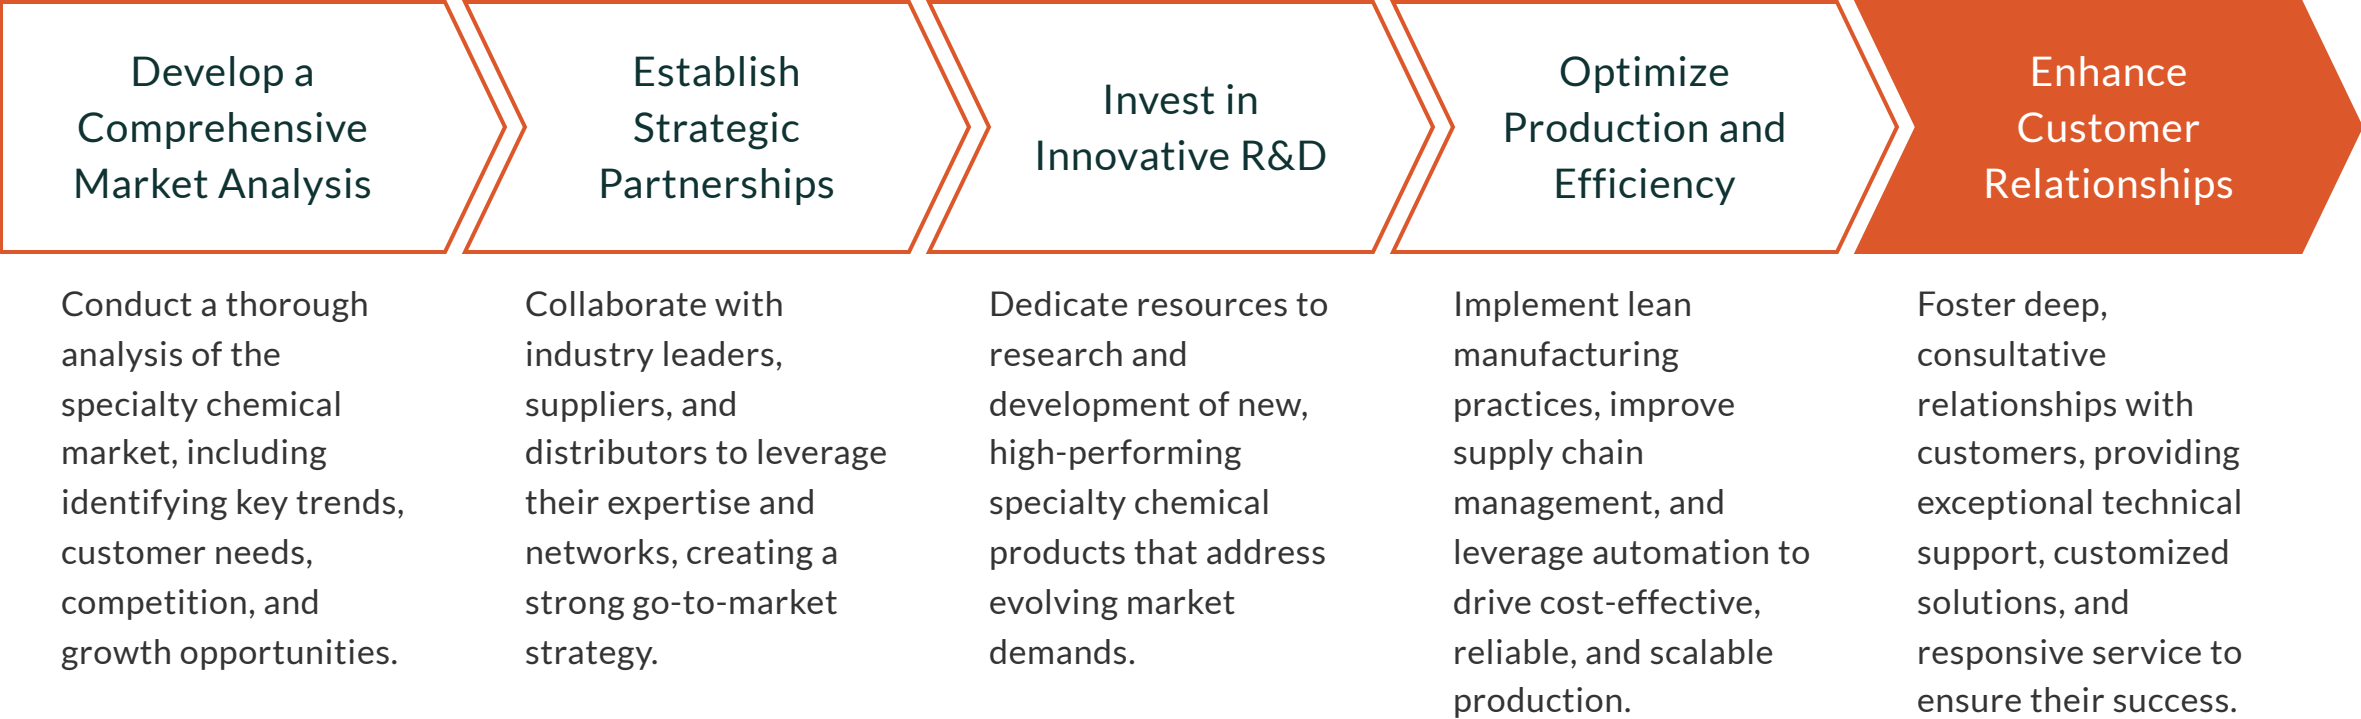 Develop a
Comprehensive
Market Analysis
Establish
Strategic
Partnerships
Invest in
Innovative R&D
Optimize
Production and
Efficiency
Enhance
Customer
Relationships
Conduct a thorough
analysis of the
specialty chemical
market, including
identifying key trends,
customer needs,
competition, and
growth opportunities.
Collaborate with
industry leaders,
suppliers, and
distributors to leverage
their expertise and
networks, creating a
strong go-to-market
strategy.
Dedicate resources to
research and
development of new,
high-performing
specialty chemical
products that address
evolving market
demands.
Implement lean
manufacturing
practices, improve
supply chain
management, and
leverage automation to
drive cost-effective,
reliable, and scalable
production.
Foster deep,
consultative
relationships with
customers, providing
exceptional technical
support, customized
solutions, and
responsive service to
ensure their success.